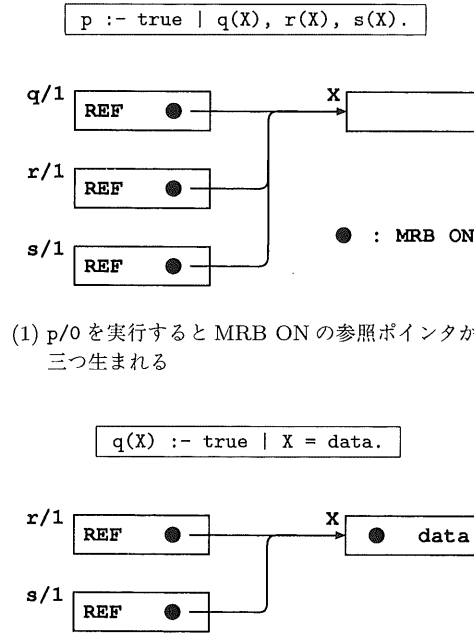 p :- true | q(X), r(X), s(X).
q/1 REF X
r/1 REF
● : MRB ON
s/1 REF
(1) p/0 を実行すると MRB ON の参照ポインタが
三つ生まれる
q(X) :- true | X = data.
r/1 REF X ● data
s/1 REF